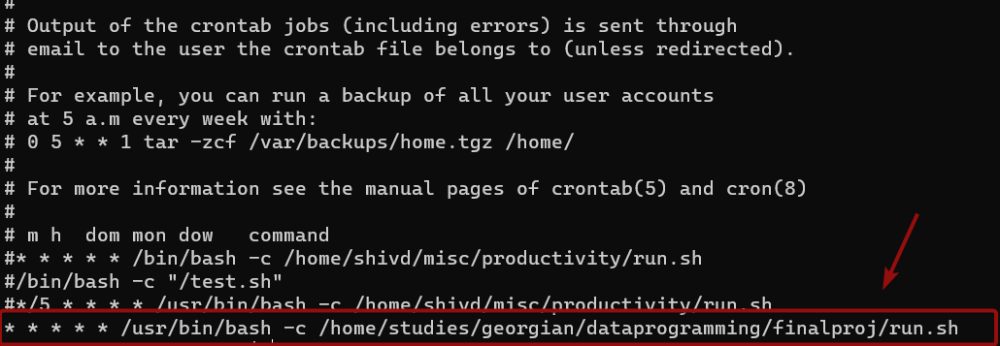 #
# Output of the crontab jobs (including errors) is sent through
# email to the user the crontab file belongs to (unless redirected).
#
# For example, you can run a backup of all your user accounts
# at 5 a.m every week with:
# 0 5 * * 1 tar -zcf /var/backups/home.tgz /home/
#
# For more information see the manual pages of crontab(5) and cron(8)
#
# m h  dom mon dow   command
#* * * * * /bin/bash -c /home/shivd/misc/productivity/run.sh
#/bin/bash -c "/test.sh"
#*/5 * * * * /usr/bin/bash -c /home/shivd/misc/productivity/run.sh
* * * * * /usr/bin/bash -c /home/studies/georgian/dataprogramming/finalproj/run.sh